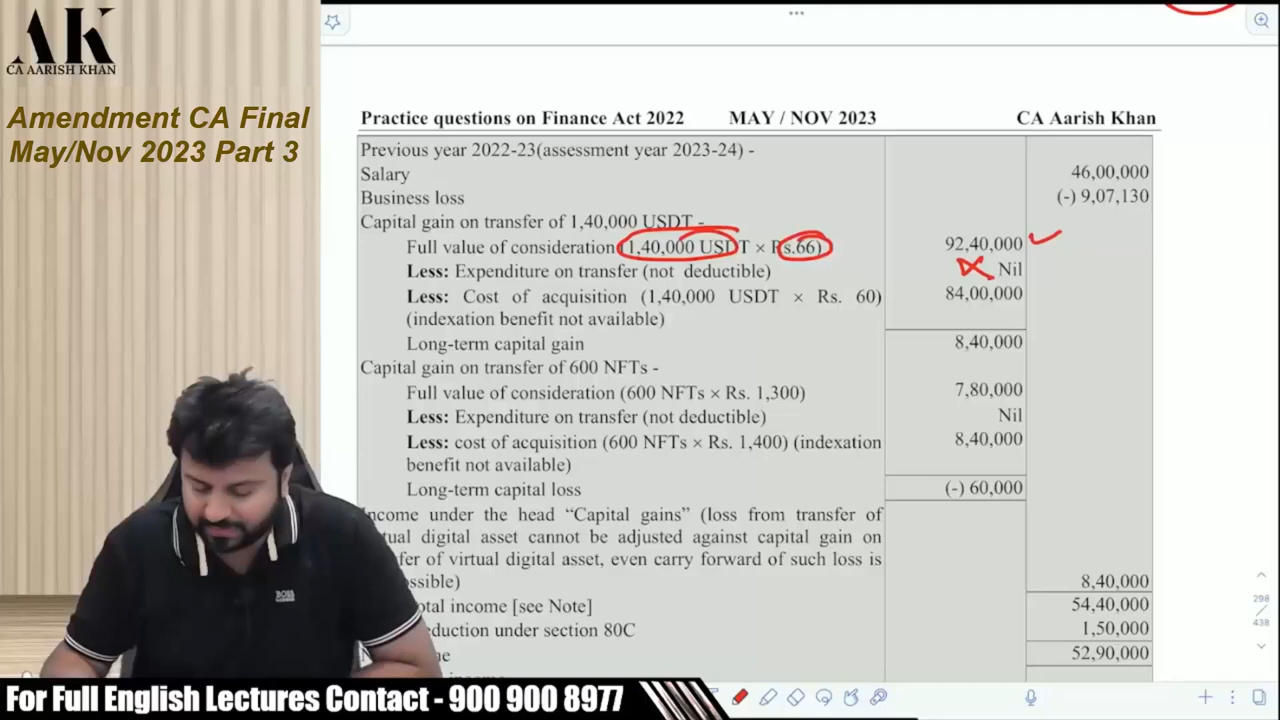 AK
CA AARISH KHAN
Amendment CA Final
May/Nov 2023 Part 3
Practice questions on Finance Act 2022 MAY / NOV 2023 CA Aarish Khan
Previous year 2022-23(assessment year 2023-24) -
Salary 46,00,000
Business loss (-) 9,07,130
Capital gain on transfer of 1,40,000 USDT -
Full value of consideration (1,40,000 USDT × Rs.66) 92,40,000
Less: Expenditure on transfer (not deductible) Nil
Less: Cost of acquisition (1,40,000 USDT × Rs. 60) 84,00,000
(indexation benefit not available)
Long-term capital gain 8,40,000
Capital gain on transfer of 600 NFTs -
Full value of consideration (600 NFTs × Rs. 1,300) 7,80,000
Less: Expenditure on transfer (not deductible) Nil
Less: cost of acquisition (600 NFTs × Rs. 1,400) (indexation 8,40,000
benefit not available)
Long-term capital loss (-) 60,000
ncome under the head “Capital gains” (loss from transfer of
tual digital asset cannot be adjusted against capital gain on
fer of virtual digital asset, even carry forward of such loss is
ossible) 8,40,000
otal income [see Note] 54,40,000
duction under section 80C 1,50,000
52,90,000
BOSS
298
438
For Full English Lectures Contact - 900 900 8977